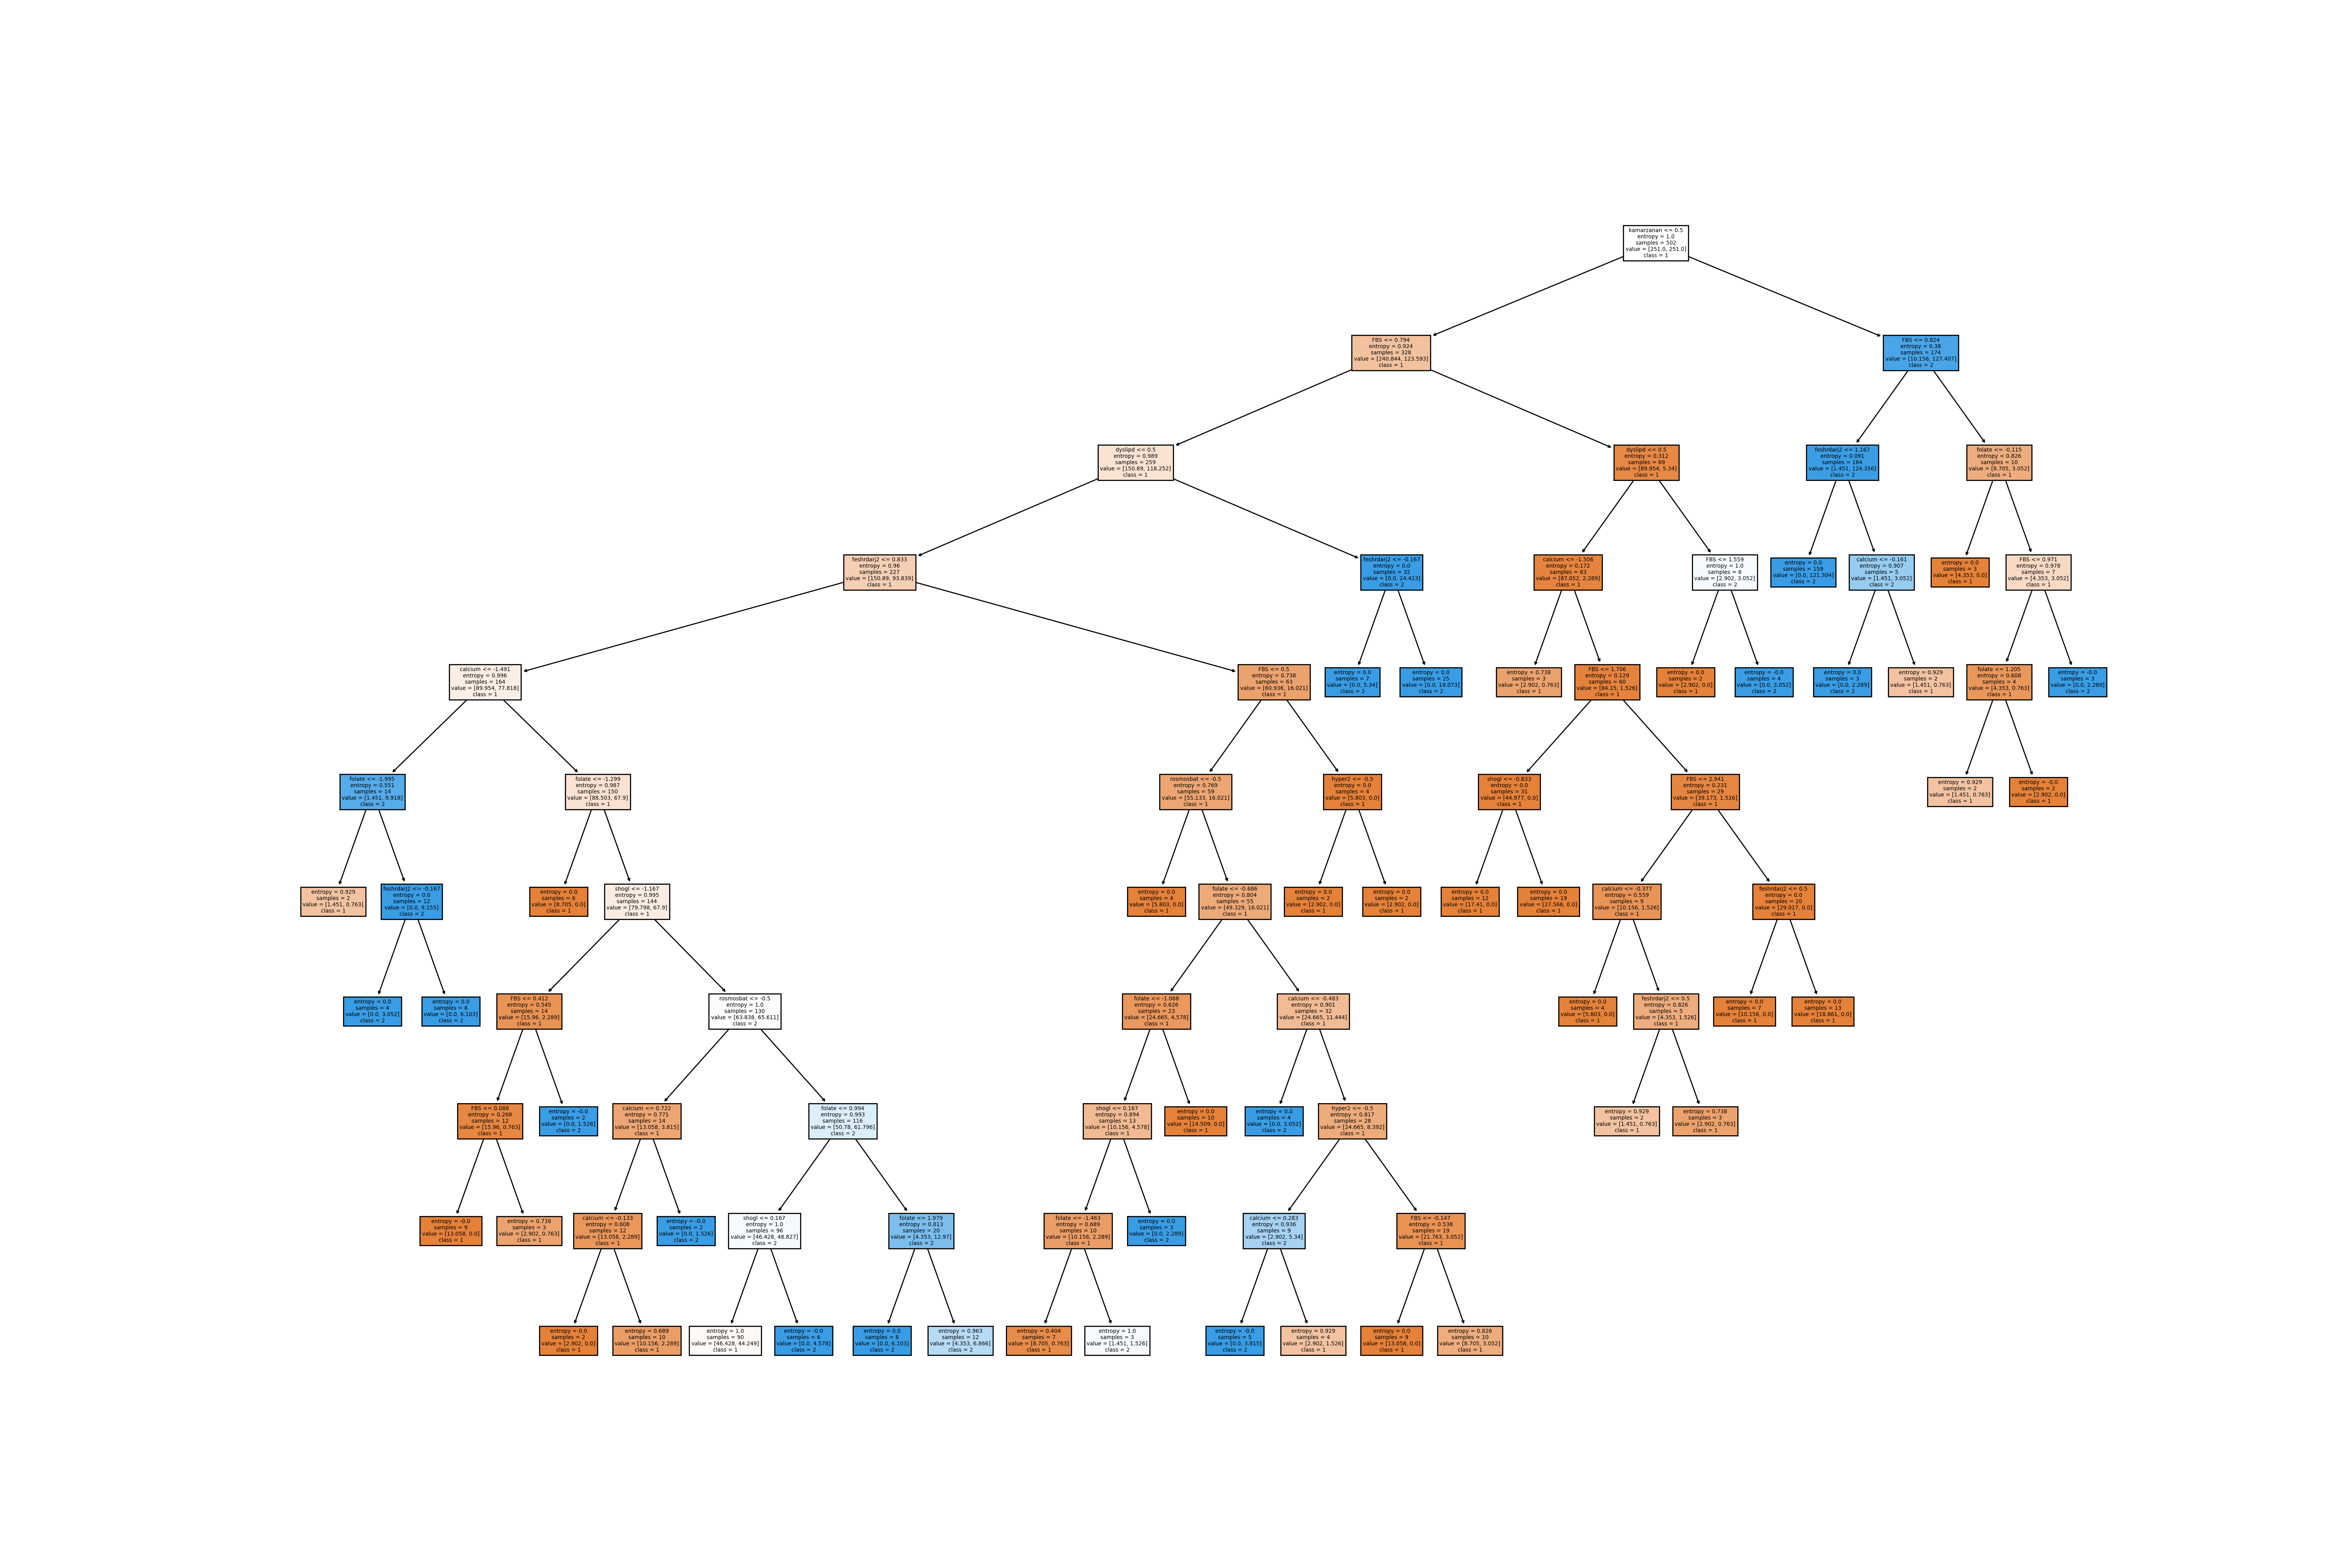 kamarzanan <= 0.5
entropy = 1.0
samples = 502
value = [251.0, 251.0]
class = 1
FBS <= 0.794
entropy = 0.924
samples = 328
value = [240.844, 123.593]
class = 1
FBS <= 0.824
entropy = 0.38
samples = 174
value = [10.156, 127.407]
class = 2
dyslipd <= 0.5
entropy = 0.989
samples = 259
value = [150.89, 118.252]
class = 1
dyslipd <= 0.5
entropy = 0.312
samples = 69
value = [89.954, 5.34]
class = 1
feshrdarj2 <= 1.167
entropy = 0.091
samples = 164
value = [1.451, 124.356]
class = 2
folate <= -0.115
entropy = 0.826
samples = 10
value = [8.705, 3.052]
class = 1
feshrdarj2 <= 0.833
entropy = 0.96
samples = 227
value = [150.89, 93.839]
class = 1
feshrdarj2 <= -0.167
entropy = 0.0
samples = 32
value = [0.0, 24.413]
class = 2
calcium <= -1.506
entropy = 0.172
samples = 63
value = [87.052, 2.289]
class = 1
FBS <= 1.559
entropy = 1.0
samples = 6
value = [2.902, 3.052]
class = 2
entropy = 0.0
samples = 159
value = [0.0, 121.304]
class = 2
calcium <= -0.161
entropy = 0.907
samples = 5
value = [1.451, 3.052]
class = 2
entropy = 0.0
samples = 3
value = [4.353, 0.0]
class = 1
FBS <= 0.971
entropy = 0.978
samples = 7
value = [4.353, 3.052]
class = 1
calcium <= -1.491
entropy = 0.996
samples = 164
value = [89.954, 77.818]
class = 1
FBS <= 0.5
entropy = 0.738
samples = 63
value = [60.936, 16.021]
class = 1
entropy = 0.0
samples = 7
value = [0.0, 5.34]
class = 2
entropy = 0.0
samples = 25
value = [0.0, 19.073]
class = 2
entropy = 0.738
samples = 3
value = [2.902, 0.763]
class = 1
FBS <= 1.706
entropy = 0.129
samples = 60
value = [84.15, 1.526]
class = 1
entropy = 0.0
samples = 2
value = [2.902, 0.0]
class = 1
entropy = -0.0
samples = 4
value = [0.0, 3.052]
class = 2
entropy = 0.0
samples = 3
value = [0.0, 2.289]
class = 2
entropy = 0.929
samples = 2
value = [1.451, 0.763]
class = 1
folate <= 1.205
entropy = 0.608
samples = 4
value = [4.353, 0.763]
class = 1
entropy = -0.0
samples = 3
value = [0.0, 2.289]
class = 2
folate <= -1.995
entropy = 0.551
samples = 14
value = [1.451, 9.918]
class = 2
folate <= -1.299
entropy = 0.987
samples = 150
value = [88.503, 67.9]
class = 1
rosmosbat <= -0.5
entropy = 0.769
samples = 59
value = [55.133, 16.021]
class = 1
hyper2 <= -0.5
entropy = 0.0
samples = 4
value = [5.803, 0.0]
class = 1
shogl <= -0.833
entropy = 0.0
samples = 31
value = [44.977, 0.0]
class = 1
FBS <= 2.941
entropy = 0.231
samples = 29
value = [39.173, 1.526]
class = 1
entropy = 0.929
samples = 2
value = [1.451, 0.763]
class = 1
entropy = -0.0
samples = 2
value = [2.902, 0.0]
class = 1
entropy = 0.929
samples = 2
value = [1.451, 0.763]
class = 1
feshrdarj2 <= -0.167
entropy = 0.0
samples = 12
value = [0.0, 9.155]
class = 2
entropy = 0.0
samples = 6
value = [8.705, 0.0]
class = 1
shogl <= -1.167
entropy = 0.995
samples = 144
value = [79.798, 67.9]
class = 1
entropy = 0.0
samples = 4
value = [5.803, 0.0]
class = 1
folate <= -0.686
entropy = 0.804
samples = 55
value = [49.329, 16.021]
class = 1
entropy = 0.0
samples = 2
value = [2.902, 0.0]
class = 1
entropy = 0.0
samples = 2
value = [2.902, 0.0]
class = 1
entropy = 0.0
samples = 12
value = [17.41, 0.0]
class = 1
entropy = 0.0
samples = 19
value = [27.566, 0.0]
class = 1
calcium <= -0.377
entropy = 0.559
samples = 9
value = [10.156, 1.526]
class = 1
feshrdarj2 <= 0.5
entropy = 0.0
samples = 20
value = [29.017, 0.0]
class = 1
entropy = 0.0
samples = 4
value = [0.0, 3.052]
class = 2
entropy = 0.0
samples = 8
value = [0.0, 6.103]
class = 2
FBS <= 0.412
entropy = 0.545
samples = 14
value = [15.96, 2.289]
class = 1
rosmosbat <= -0.5
entropy = 1.0
samples = 130
value = [63.838, 65.611]
class = 2
folate <= -1.068
entropy = 0.626
samples = 23
value = [24.665, 4.578]
class = 1
calcium <= -0.483
entropy = 0.901
samples = 32
value = [24.665, 11.444]
class = 1
entropy = 0.0
samples = 4
value = [5.803, 0.0]
class = 1
feshrdarj2 <= 0.5
entropy = 0.826
samples = 5
value = [4.353, 1.526]
class = 1
entropy = 0.0
samples = 7
value = [10.156, 0.0]
class = 1
entropy = 0.0
samples = 13
value = [18.861, 0.0]
class = 1
FBS <= 0.088
entropy = 0.268
samples = 12
value = [15.96, 0.763]
class = 1
entropy = -0.0
samples = 2
value = [0.0, 1.526]
class = 2
calcium <= 0.722
entropy = 0.771
samples = 14
value = [13.058, 3.815]
class = 1
folate <= 0.994
entropy = 0.993
samples = 116
value = [50.78, 61.796]
class = 2
shogl <= 0.167
entropy = 0.894
samples = 13
value = [10.156, 4.578]
class = 1
entropy = 0.0
samples = 10
value = [14.509, 0.0]
class = 1
entropy = 0.0
samples = 4
value = [0.0, 3.052]
class = 2
hyper2 <= -0.5
entropy = 0.817
samples = 28
value = [24.665, 8.392]
class = 1
entropy = 0.929
samples = 2
value = [1.451, 0.763]
class = 1
entropy = 0.738
samples = 3
value = [2.902, 0.763]
class = 1
entropy = -0.0
samples = 9
value = [13.058, 0.0]
class = 1
entropy = 0.738
samples = 3
value = [2.902, 0.763]
class = 1
calcium <= -0.133
entropy = 0.608
samples = 12
value = [13.058, 2.289]
class = 1
entropy = -0.0
samples = 2
value = [0.0, 1.526]
class = 2
shogl <= 0.167
entropy = 1.0
samples = 96
value = [46.428, 48.827]
class = 2
folate <= 1.979
entropy = 0.813
samples = 20
value = [4.353, 12.97]
class = 2
folate <= -1.463
entropy = 0.689
samples = 10
value = [10.156, 2.289]
class = 1
entropy = 0.0
samples = 3
value = [0.0, 2.289]
class = 2
calcium <= 0.283
entropy = 0.936
samples = 9
value = [2.902, 5.34]
class = 2
FBS <= -0.147
entropy = 0.538
samples = 19
value = [21.763, 3.052]
class = 1
entropy = 0.0
samples = 2
value = [2.902, 0.0]
class = 1
entropy = 0.689
samples = 10
value = [10.156, 2.289]
class = 1
entropy = 1.0
samples = 90
value = [46.428, 44.249]
class = 1
entropy = -0.0
samples = 6
value = [0.0, 4.578]
class = 2
entropy = 0.0
samples = 8
value = [0.0, 6.103]
class = 2
entropy = 0.963
samples = 12
value = [4.353, 6.866]
class = 2
entropy = 0.404
samples = 7
value = [8.705, 0.763]
class = 1
entropy = 1.0
samples = 3
value = [1.451, 1.526]
class = 2
entropy = -0.0
samples = 5
value = [0.0, 3.815]
class = 2
entropy = 0.929
samples = 4
value = [2.902, 1.526]
class = 1
entropy = 0.0
samples = 9
value = [13.058, 0.0]
class = 1
entropy = 0.826
samples = 10
value = [8.705, 3.052]
class = 1